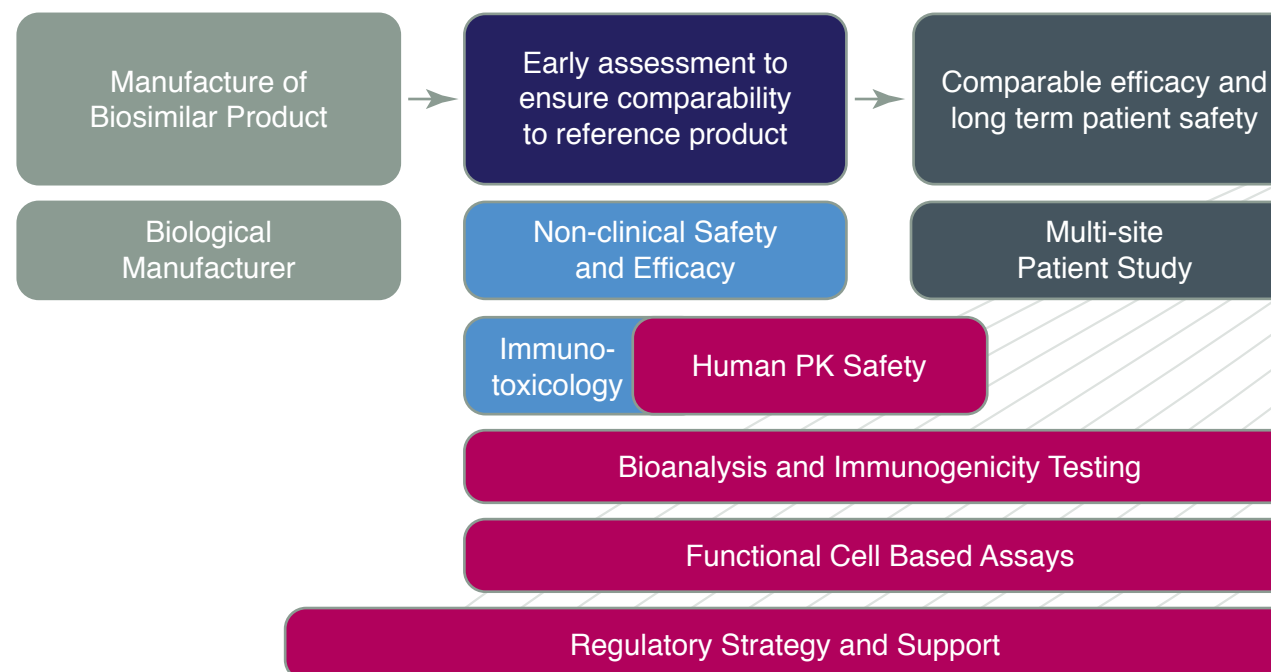 Manufacture of
Biosimilar Product
Early assessment to
ensure comparability
to reference product
Comparable efficacy and
long term patient safety
Biological
Manufacturer
Non-clinical Safety
and Efficacy
Multi-site
Patient Study
Immuno-
toxicology
Human PK Safety
Bioanalysis and Immunogenicity Testing
Functional Cell Based Assays
Regulatory Strategy and Support